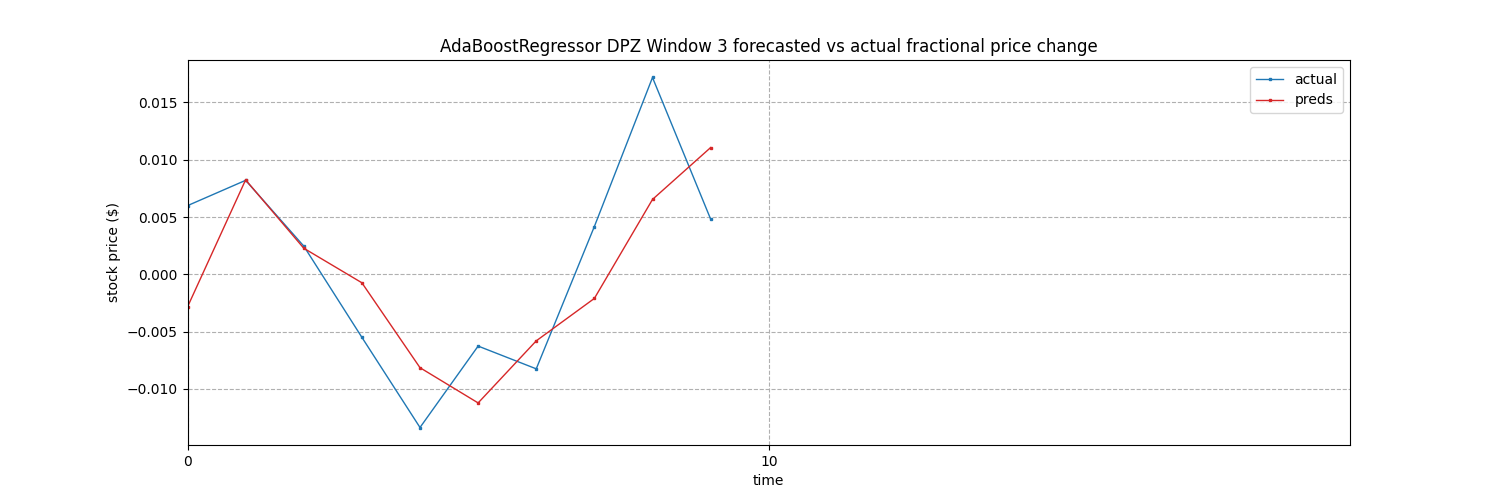 AdaBoostRegressor DPZ Window 3 forecasted vs actual fractional price change
actual
preds
0.015
0.010
0.005
0.000
−0.005
−0.010
stock price ($)
0
10
time